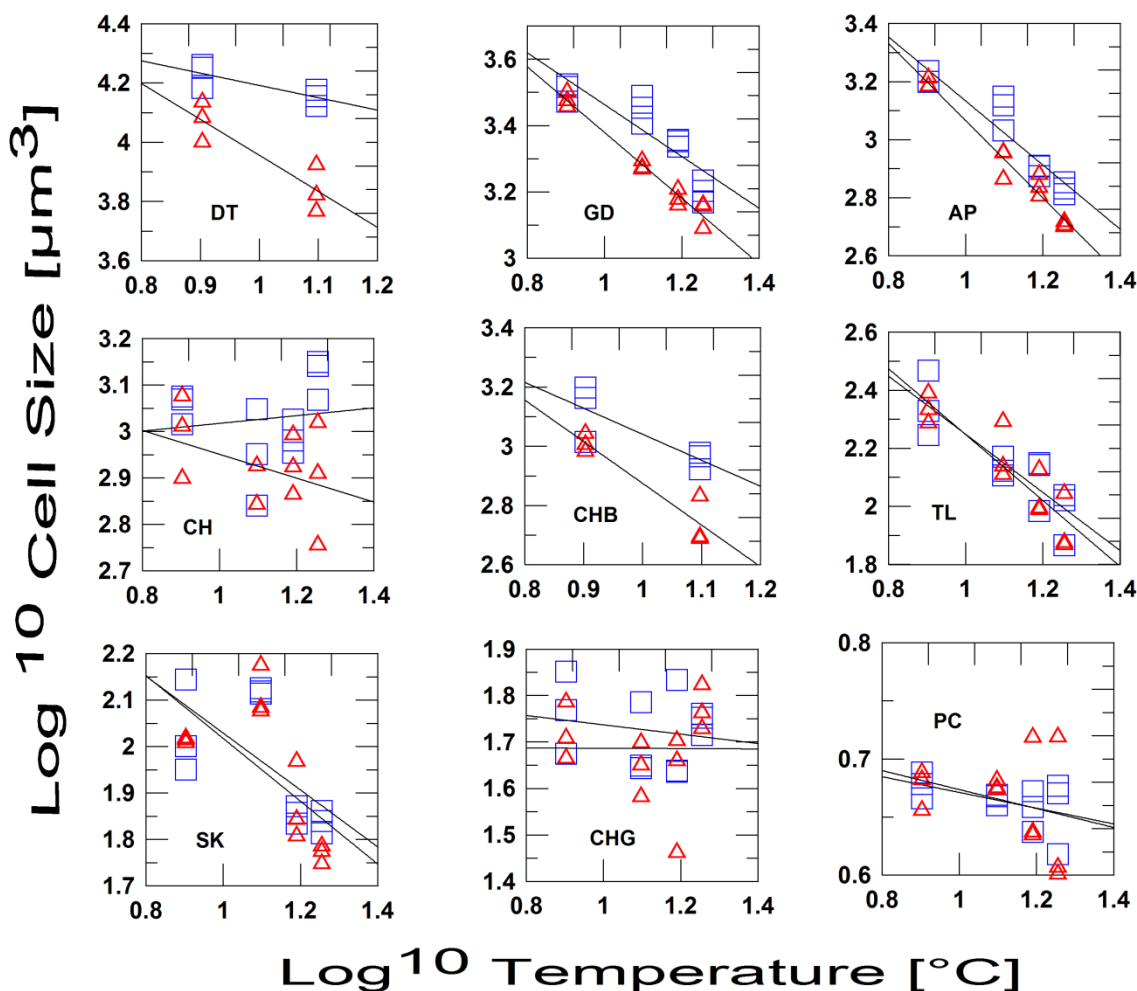 Log 10 Cell Size [µm3]
4.4
4.2
4
3.8
3.6
DT
0.8 0.9 1 1.1 1.2
3.6
3.4
3.2
3
GD
0.8 1 1.2 1.4
3.4
3.2
3
2.8
2.6
AP
0.8 1 1.2 1.4
3.2
3.1
3
2.9
2.8
2.7
CH
0.8 1 1.2 1.4
3.4
3.2
3
2.8
2.6
CHB
0.8 0.9 1 1.1 1.2
2.6
2.4
2.2
2
1.8
TL
0.8 1 1.2 1.4
2.2
2.1
2
1.9
1.8
1.7
SK
0.8 1 1.2 1.4
1.9
1.8
1.7
1.6
1.5
1.4
CHG
0.8 1 1.2 1.4
0.8
0.7
0.6
PC
0.8 1 1.2 1.4
Log10 Temperature [°C]